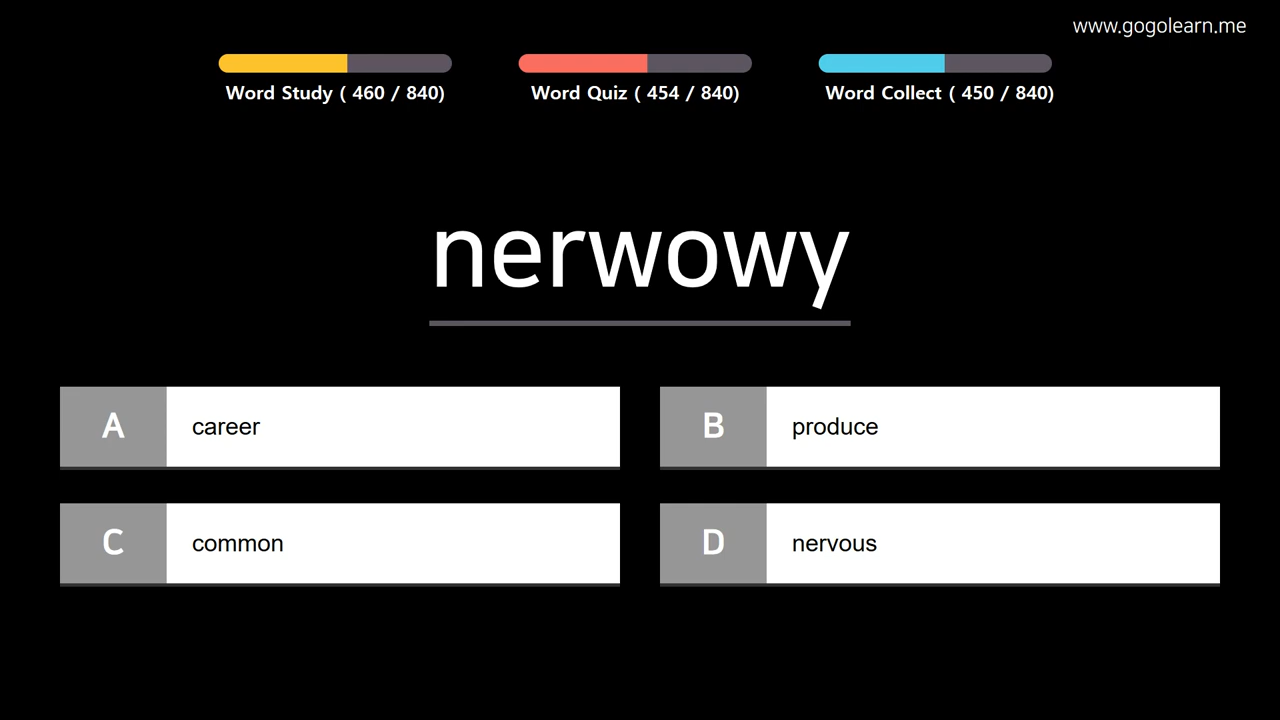 www.gogolearn.me
Word Study ( 460 / 840)
Word Quiz ( 454 / 840)
Word Collect ( 450 / 840)
nerwowy
A career
B produce
C common
D nervous